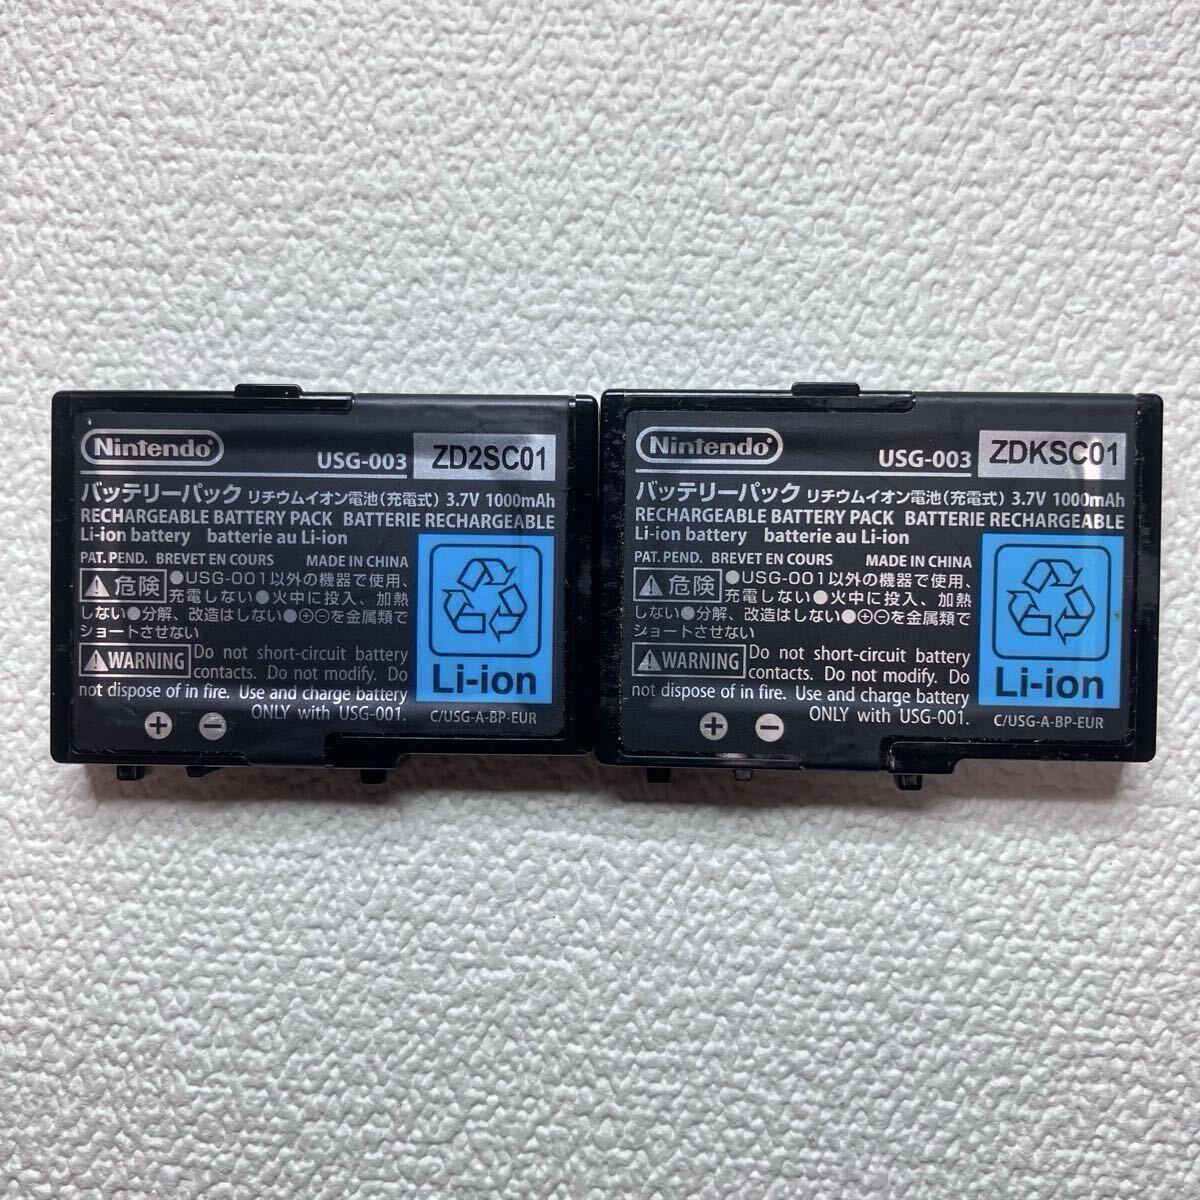 Nintendo
USG-003 ZD2SC01
バッテリーパック リチウムイオン電池(充電式) 3.7V 1000mAh
RECHARGEABLE BATTERY PACK BATTERIE RECHARGEABLE
Li-ion battery batterie au Li-ion
PAT. PEND. BREVET EN COURS MADE IN CHINA
危険 ●USG-001以外の機器で使用、
充電しない●火中に投入、加熱
しない●分解、改造はしない●⊕⊖を金属類で
ショートさせない
WARNING Do not short-circuit battery
contacts. Do not modify. Do
not dispose of in fire. Use and charge battery
ONLY with USG-001.
Li-ion
C/USG-A-BP-EUR
+ −
Nintendo
USG-003 ZDKSC01
バッテリーパック リチウムイオン電池(充電式) 3.7V 1000mAh
RECHARGEABLE BATTERY PACK BATTERIE RECHARGEABLE
Li-ion battery batterie au Li-ion
PAT. PEND. BREVET EN COURS MADE IN CHINA
危険 ●USG-001以外の機器で使用、
充電しない●火中に投入、加熱
しない●分解、改造はしない●⊕⊖を金属類で
ショートさせない
WARNING Do not short-circuit battery
contacts. Do not modify. Do
not dispose of in fire. Use and charge battery
ONLY with USG-001.
Li-ion
C/USG-A-BP-EUR
+ −